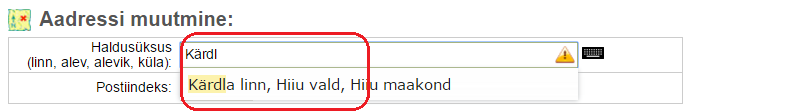 Aadressi muutmine:
Haldusüksus
(linn, alev, alevik, küla):
Kärdl
Postiindeks:
Kärdla linn, Hiiu vald, Hiiu maakond